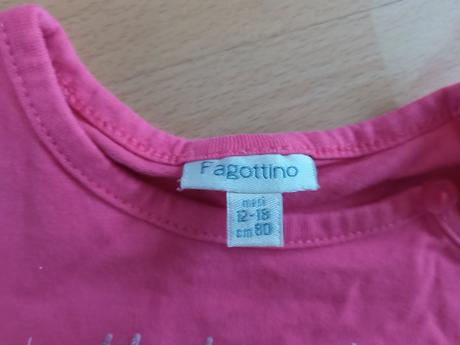 Fagottino
mesi
12-18
cm 80